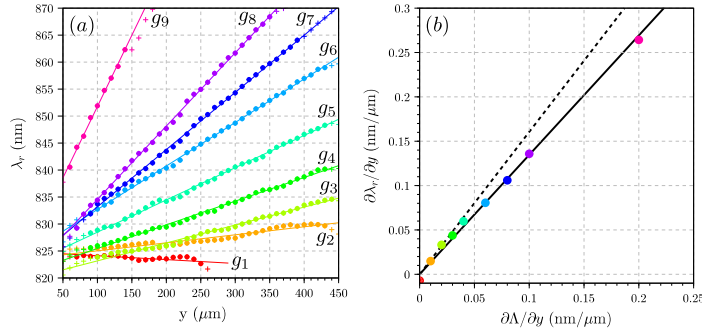 (a)
g9
g8
g7
g6
g5
g4
g3
g2
g1
870
865
860
855
850
845
840
835
830
825
820
λr (nm)
50 100 150 200 250 300 350 400 450
y (μm)
(b)
0.3
0.25
0.2
0.15
0.1
0.05
0
∂λr/∂y (nm/μm)
0 0.05 0.1 0.15 0.2 0.25
∂Λ/∂y (nm/μm)